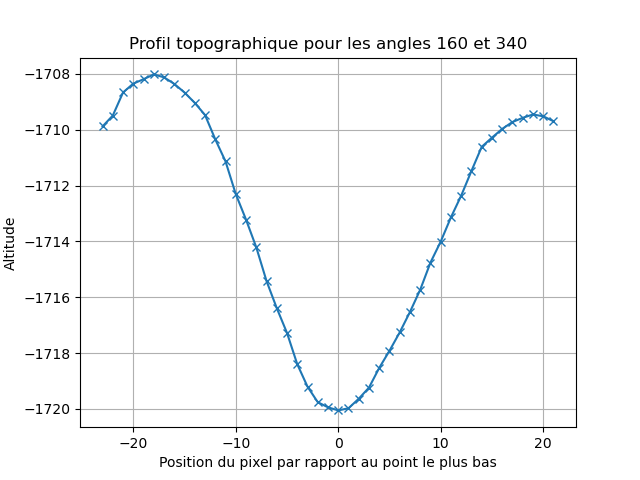 Profil topographique pour les angles 160 et 340
−1708
−1710
−1712
−1714
−1716
−1718
−1720
Altitude
−20 −10 0 10 20
Position du pixel par rapport au point le plus bas